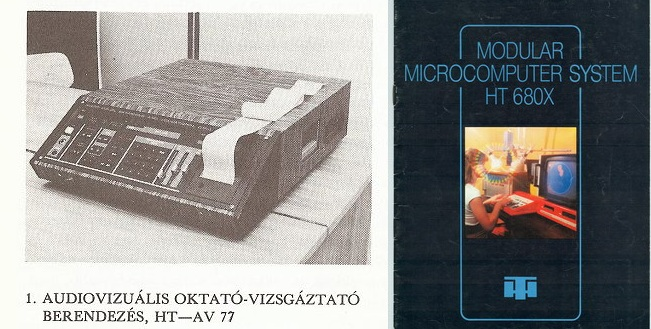 1. AUDIOVIZUÁLIS OKTATÓ-VIZSGÁZTATÓ
BERENDEZÉS, HT—AV 77
MODULAR
MICROCOMPUTER SYSTEM
HT 680X